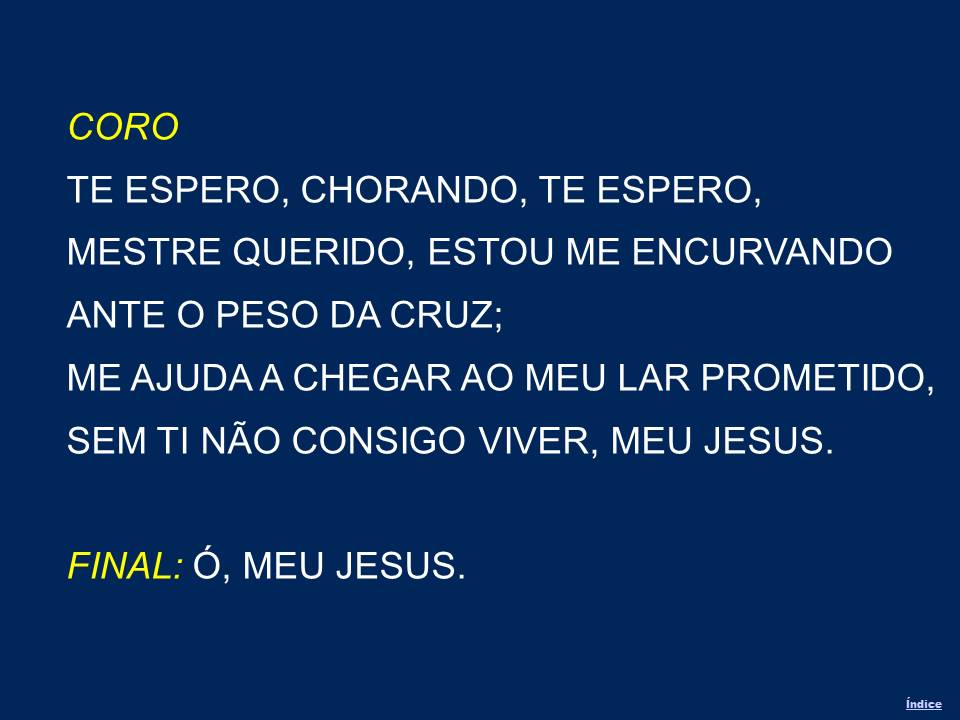 CORO
TE ESPERO, CHORANDO, TE ESPERO,
MESTRE QUERIDO, ESTOU ME ENCURVANDO
ANTE O PESO DA CRUZ;
ME AJUDA A CHEGAR AO MEU LAR PROMETIDO,
SEM TI NÃO CONSIGO VIVER, MEU JESUS.
FINAL: Ó, MEU JESUS.
Índice